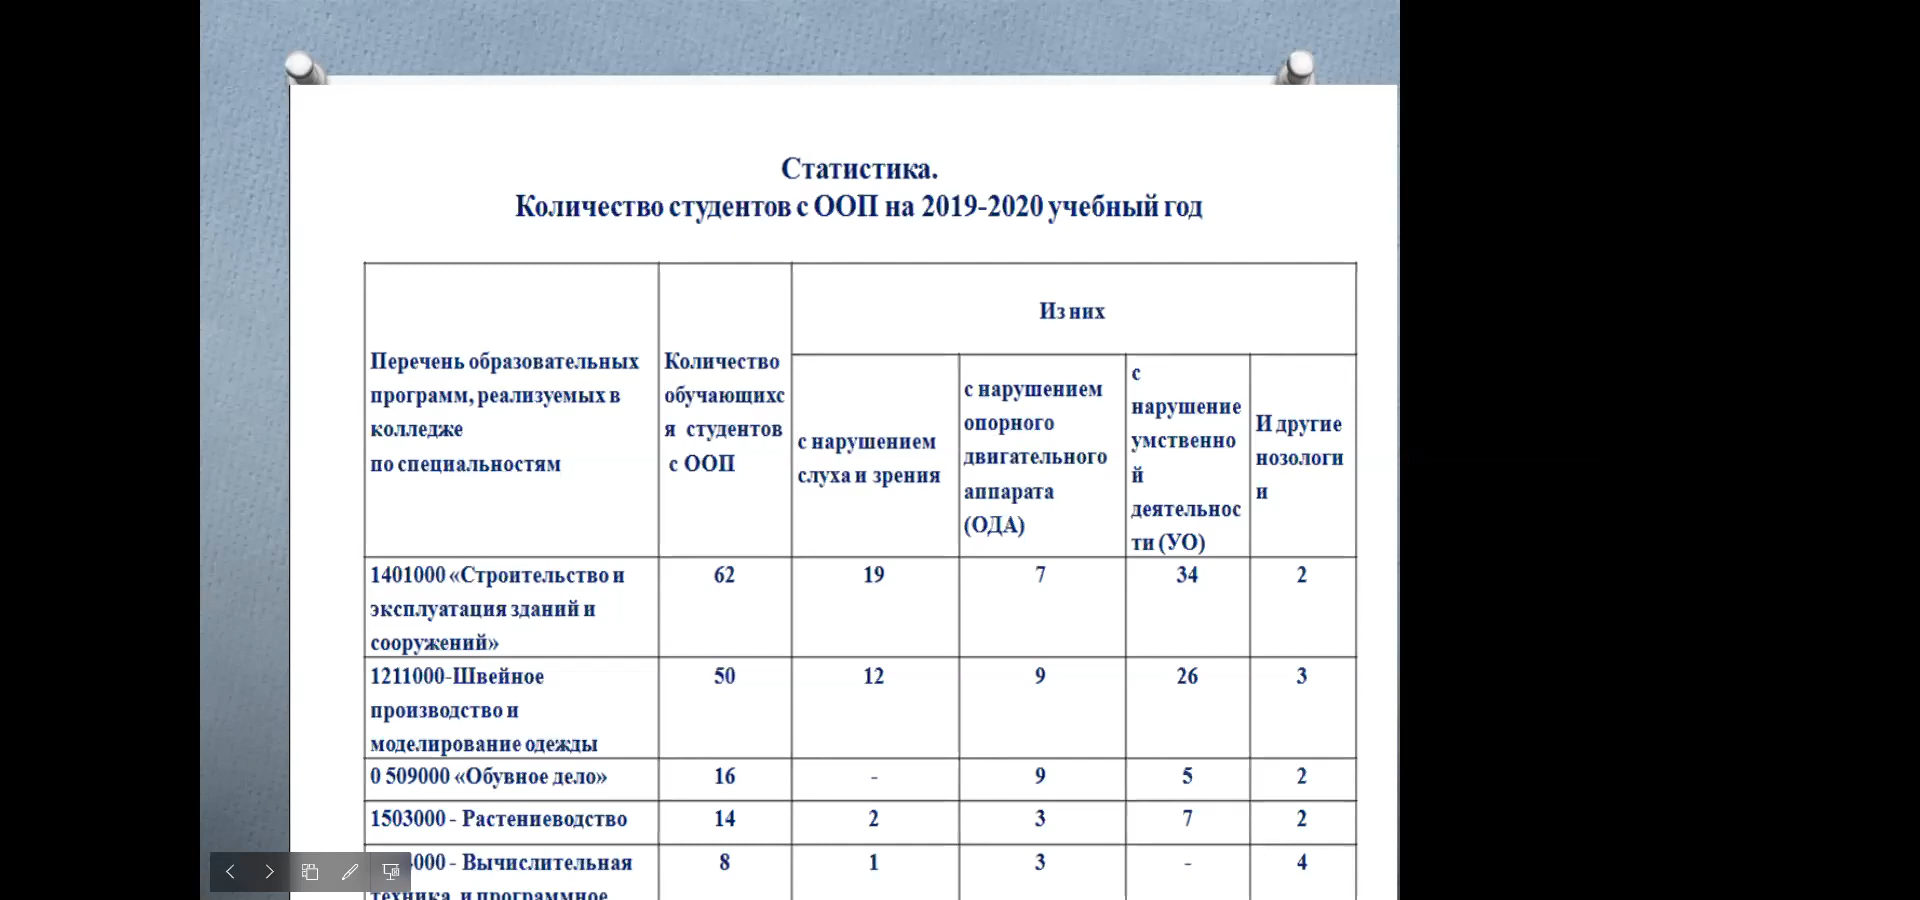 Статистика.
Количество студентов с ООП на 2019-2020 учебный год
Перечень образовательных
программ, реализуемых в
колледже
по специальностям
Количество
обучающихс
я студентов
с ООП
Из них
с нарушением
слуха и зрения
с нарушением
опорного
двигательного
аппарата
(ОДА)
с
нарушение
умственно
й
деятельнос
ти (УО)
И другие
нозологи
и
1401000 «Строительство и
эксплуатация зданий и
сооружений»
62
19
7
34
2
1211000-Швейное
производство и
моделирование одежды
50
12
9
26
3
0 509000 «Обувное дело»
16
-
9
5
2
1503000 - Растениеводство
14
2
3
7
2
000 - Вычислительная
техника и программное
8
1
3
-
4